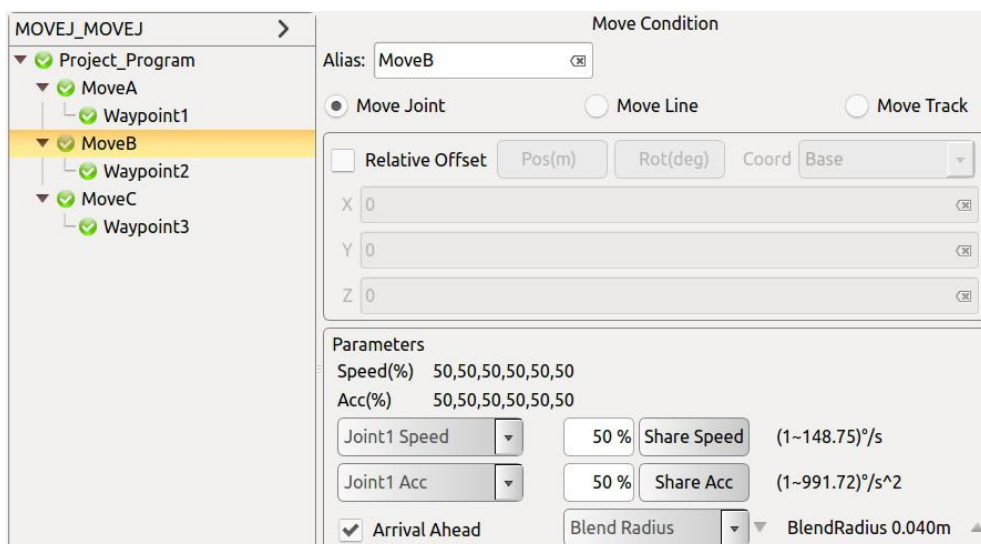 MOVEJ_MOVEJ
Project_Program
MoveA
Waypoint1
MoveB
Waypoint2
MoveC
Waypoint3
Move Condition
Alias: MoveB
Move Joint Move Line Move Track
Relative Offset Pos(m) Rot(deg) Coord Base
X 0
Y 0
Z 0
Parameters
Speed(%) 50,50,50,50,50,50
Acc(%) 50,50,50,50,50,50
Joint1 Speed 50 % Share Speed (1~148.75)°/s
Joint1 Acc 50 % Share Acc (1~991.72)°/s^2
Arrival Ahead Blend Radius BlendRadius 0.040m